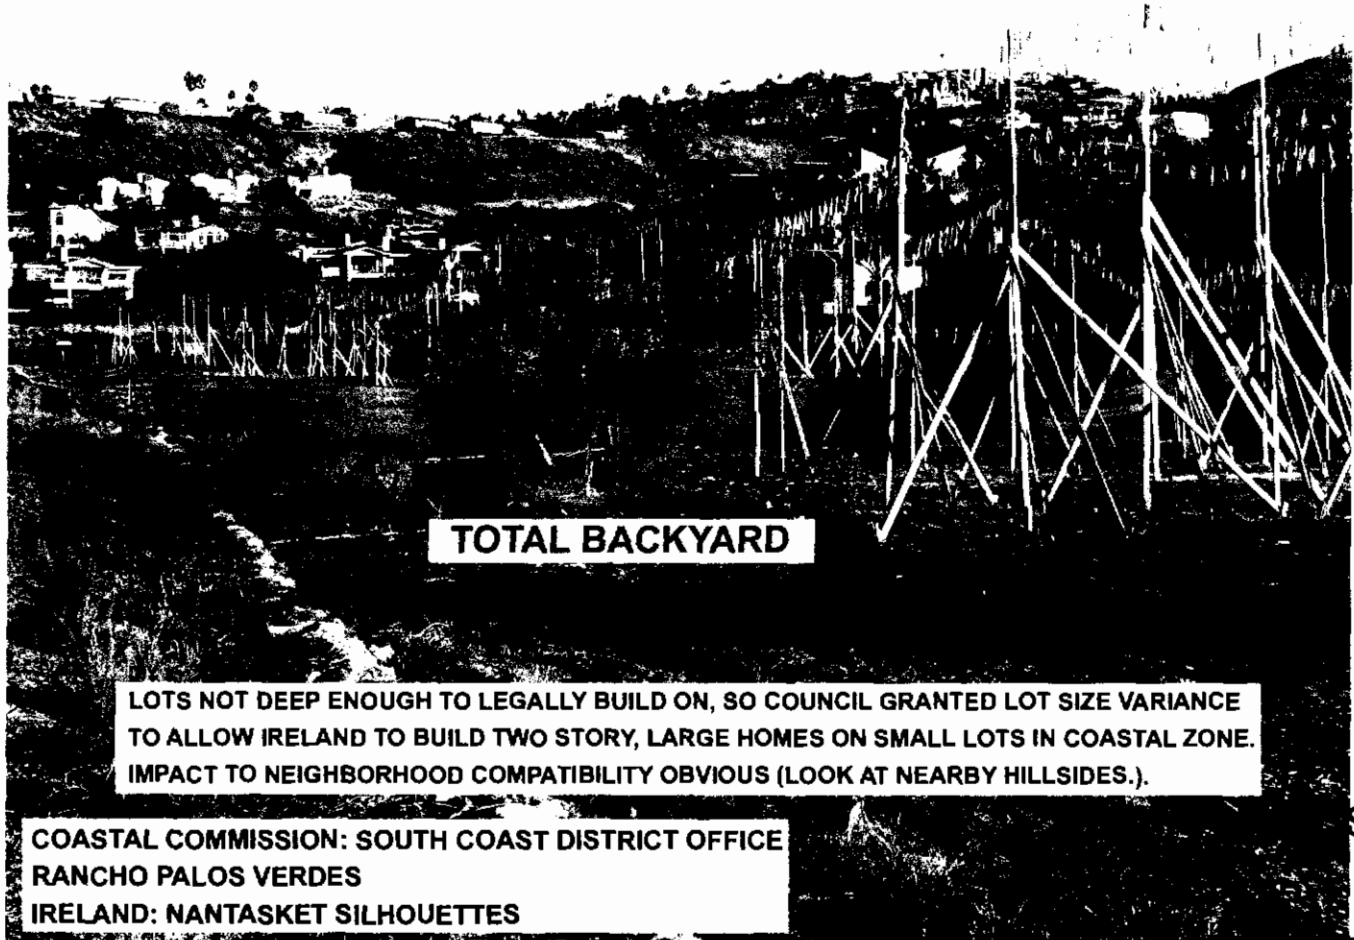 TOTAL BACKYARD
LOTS NOT DEEP ENOUGH TO LEGALLY BUILD ON, SO COUNCIL GRANTED LOT SIZE VARIANCE
TO ALLOW IRELAND TO BUILD TWO STORY, LARGE HOMES ON SMALL LOTS IN COASTAL ZONE.
IMPACT TO NEIGHBORHOOD COMPATIBILITY OBVIOUS (LOOK AT NEARBY HILLSIDES.).
COASTAL COMMISSION: SOUTH COAST DISTRICT OFFICE
RANCHO PALOS VERDES
IRELAND: NANTASKET SILHOUETTES